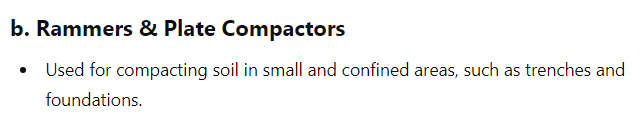 b. Rammers & Plate Compactors
• Used for compacting soil in small and confined areas, such as trenches and
foundations.